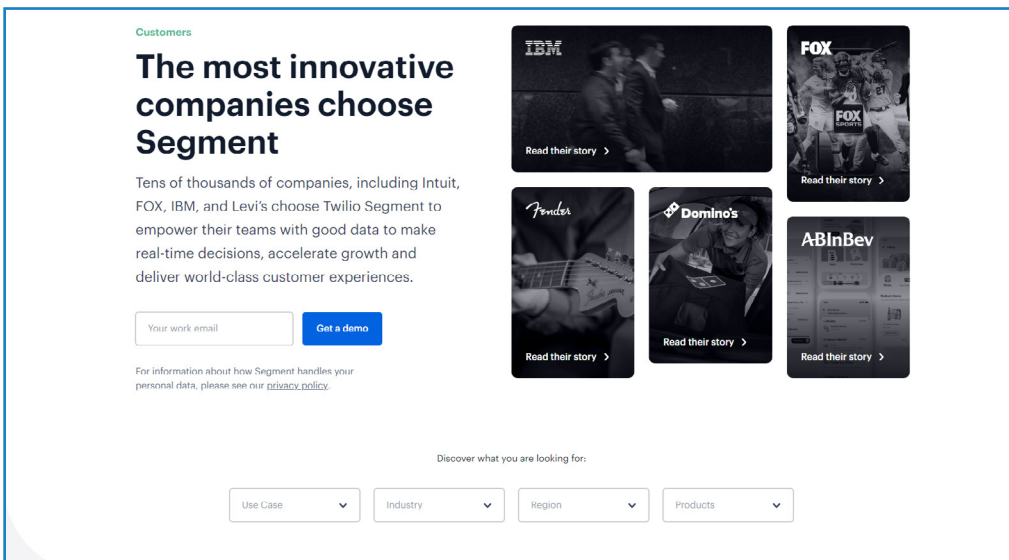 Customers
The most innovative
companies choose
Segment
Tens of thousands of companies, including Intuit,
FOX, IBM, and Levi's choose Twilio Segment to
empower their teams with good data to make
real-time decisions, accelerate growth and
deliver world-class customer experiences.
Your work email
Get a demo
For information about how Segment handles your
personal data, please see our privacy policy.
IBM
Read their story
FOX
FOX
SPORTS
Read their story
Fender
Read their story
Domino's
Read their story
ABInBev
Read their story
Discover what you are looking for:
Use Case
Industry
Region
Products